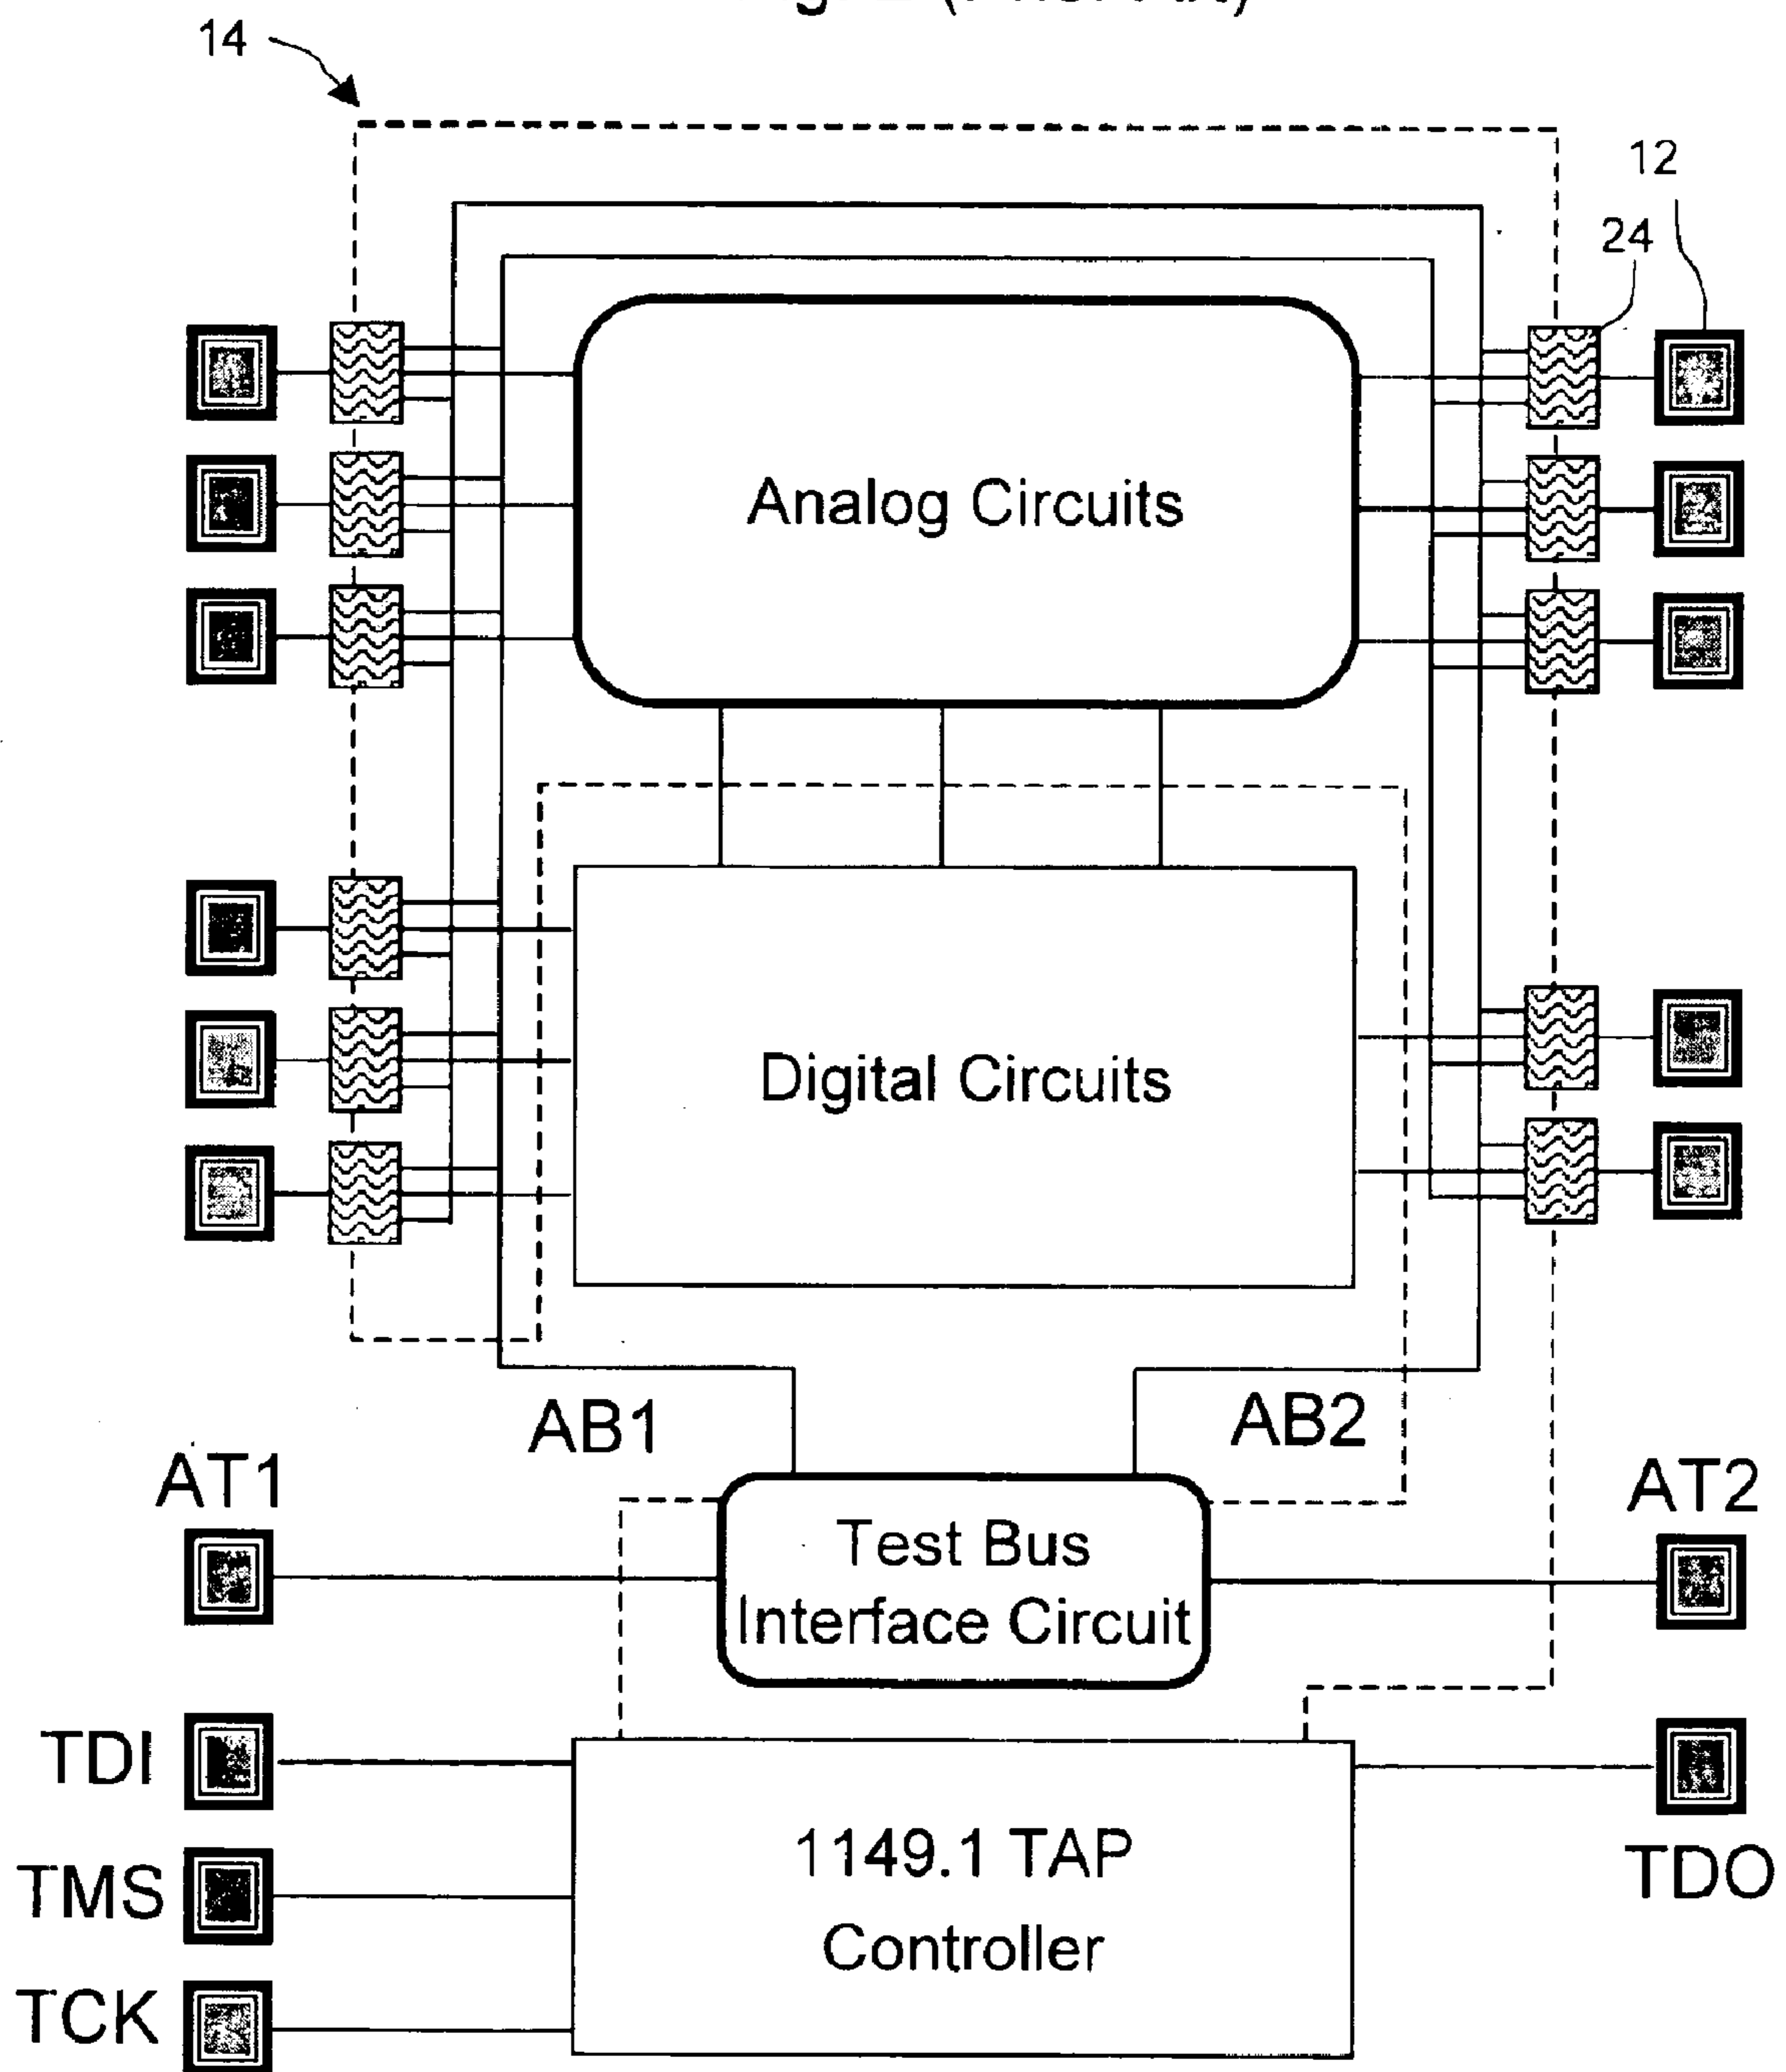 14
12
24
Analog Circuits
Digital Circuits
AB1
AB2
AT1
AT2
Test Bus
Interface Circuit
TDI
1149.1 TAP
Controller
TDO
TMS
TCK